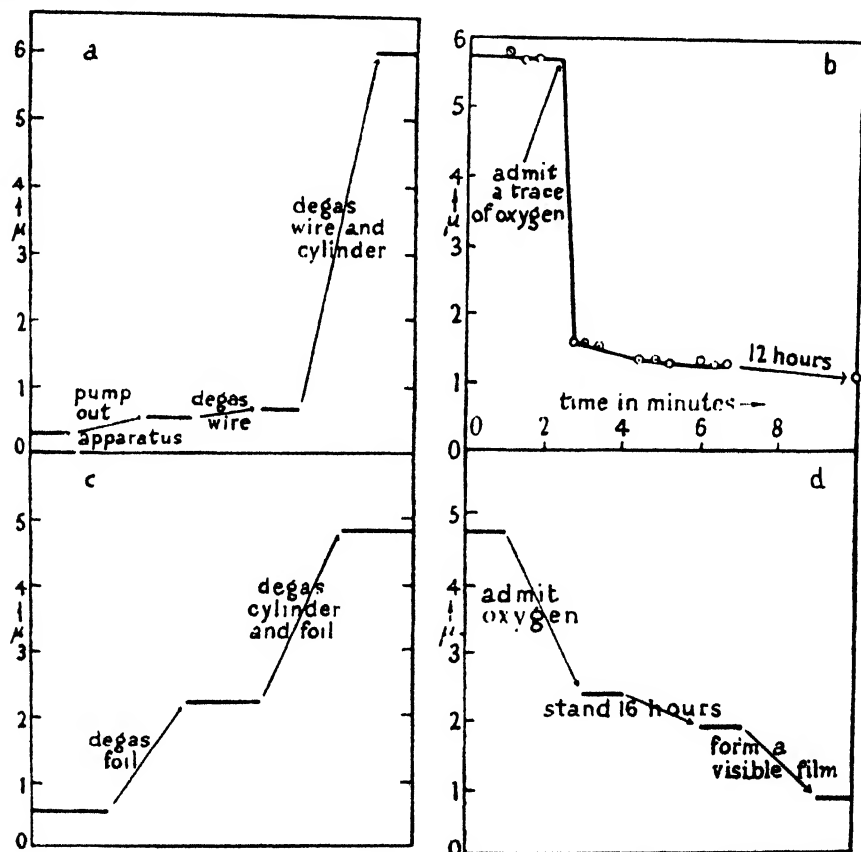 a
6
5
4
3
2
1
0
μ
degas
wire and
cylinder
pump
out
apparatus
degas
wire
b
6
5
4
3
2
1
0
μ
admit
a trace
of oxygen
12 hours
time in minutes
0 2 4 6 8
c
5
4
3
2
1
0
μ
degas
cylinder
and foil
degas
foil
d
5
4
3
2
1
0
μ
admit
oxygen
stand 16 hours
form a
visible film